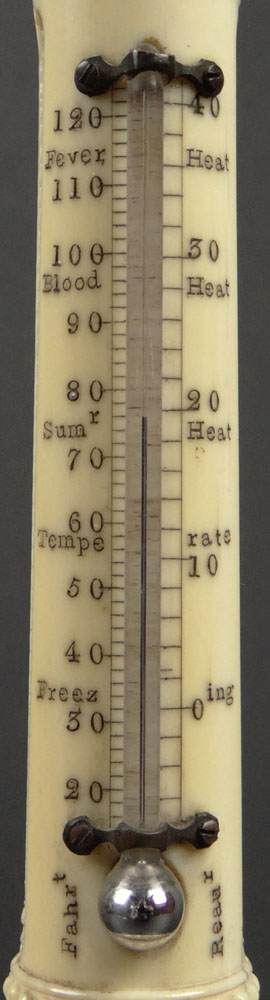 120 40
Fever Heat
110
100 30
Blood Heat
90
80 20
Sumr Heat
70
60
Tempe rate
10
50
40
Freez ing
30 0
20
Fahrt Reaur